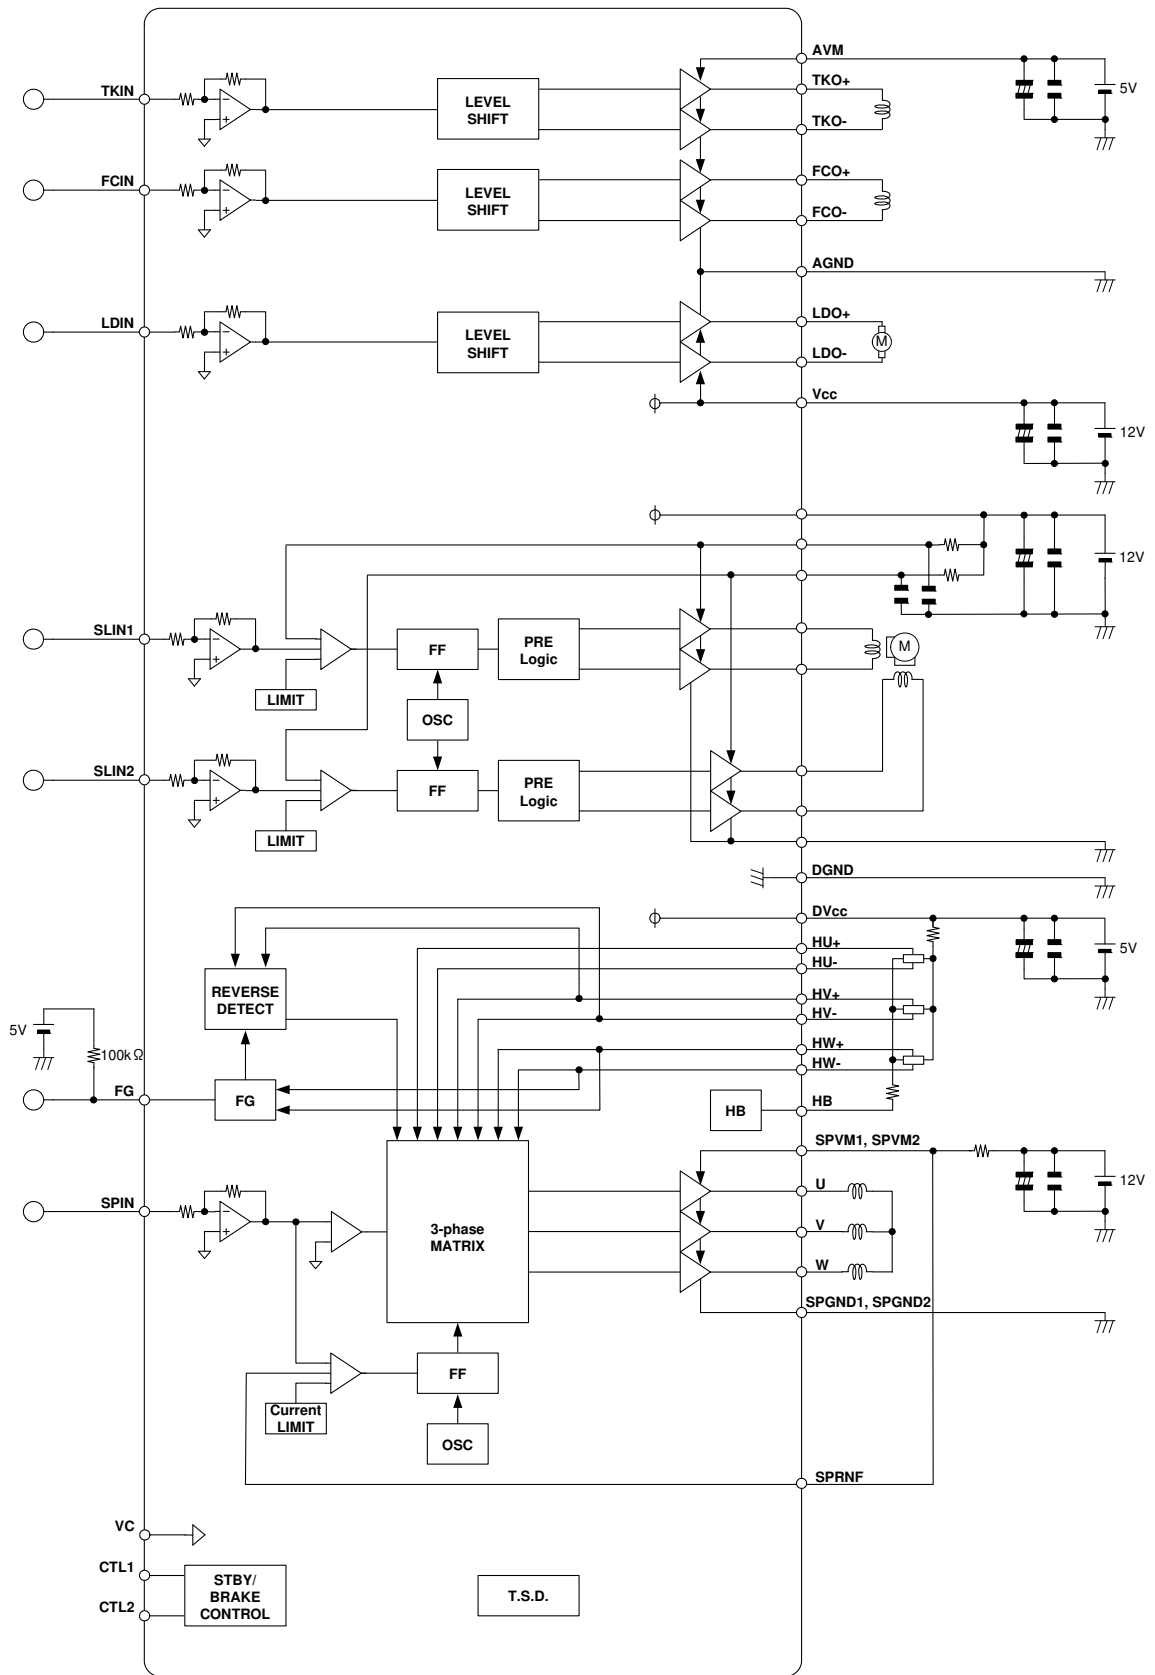 AVM
TKIN
TKO+
5V
LEVEL
SHIFT
TKO-
FCIN
FCO+
LEVEL
SHIFT
FCO-
AGND
LDIN
LDO+
LEVEL
SHIFT
M
LDO-
Vcc
12V
12V
SLIN1
FF
PRE
Logic
M
LIMIT
OSC
SLIN2
FF
PRE
Logic
LIMIT
DGND
DVcc
HU+
5V
HU-
REVERSE
DETECT
HV+
HV-
5V
100kΩ
HW+
HW-
FG
FG
HB
HB
SPVM1, SPVM2
12V
SPIN
U
3-phase
MATRIX
V
W
SPGND1, SPGND2
FF
Current
LIMIT
OSC
SPRNF
VC
CTL1
STBY/
BRAKE
CONTROL
T.S.D.
CTL2